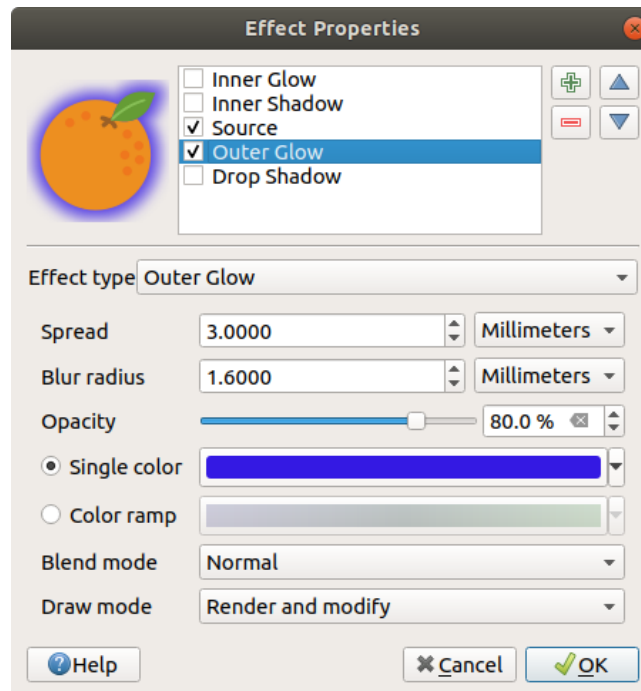 Effect Properties
Inner Glow
Inner Shadow
Source
Outer Glow
Drop Shadow
Effect type Outer Glow
Spread 3.0000 Millimeters
Blur radius 1.6000 Millimeters
Opacity 80.0 %
Single color
Color ramp
Blend mode Normal
Draw mode Render and modify
Help Cancel OK